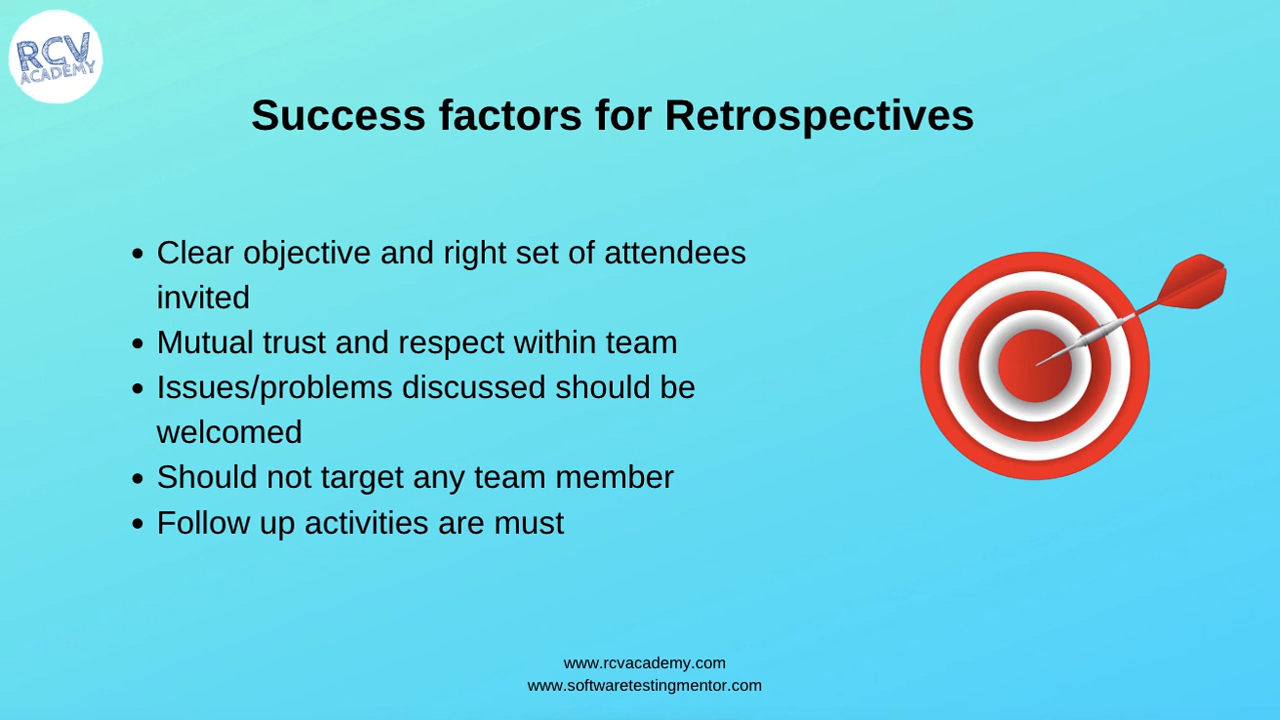 RCV
ACADEMY
Success factors for Retrospectives
• Clear objective and right set of attendees
invited
• Mutual trust and respect within team
• Issues/problems discussed should be
welcomed
• Should not target any team member
• Follow up activities are must
www.rcvacademy.com
www.softwaretestingmentor.com